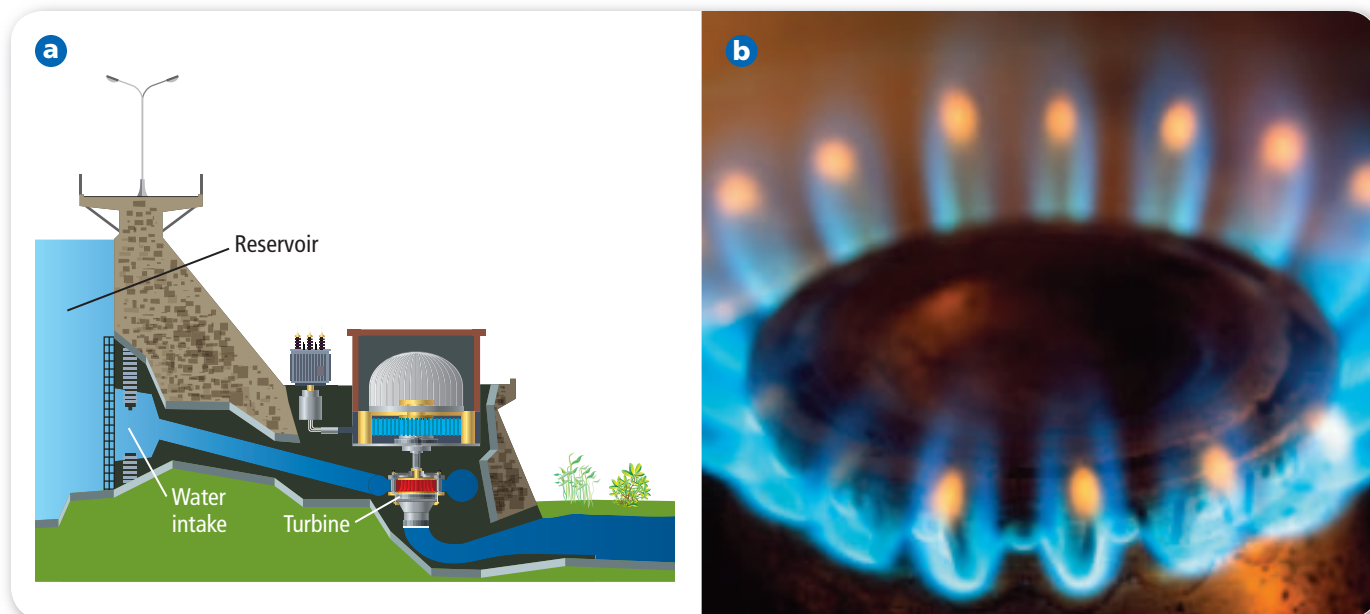 a
Reservoir
Water
intake
Turbine
b